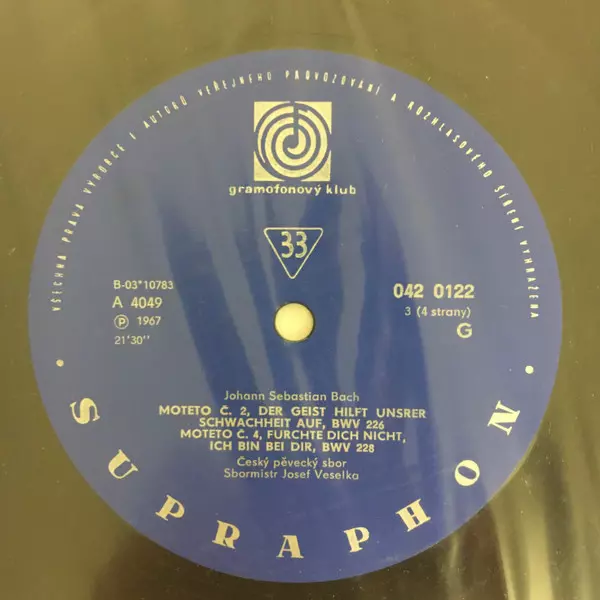 VŠECHNA PRÁVA VÝROBCE I AUTORŮ VEŘEJNÉHO PROVOZOVÁNÍ A ROZHLASOVÉHO ŠÍŘENÍ VYHRAŽENA
gramofonový klub
33
B-03*10783
A 4049
Ⓟ 1967
21'30''
042 0122
3 (4 strany)
G
Johann Sebastian Bach
MOTETO Č. 2, DER GEIST HILFT UNSRER
SCHWACHHEIT AUF, BWV 226
MOTETO Č. 4, FURCHTE DICH NICHT,
ICH BIN BEI DIR, BWV 228
Český pěvecký sbor
Sbormistr Josef Veselka
• SUPRAPHON •